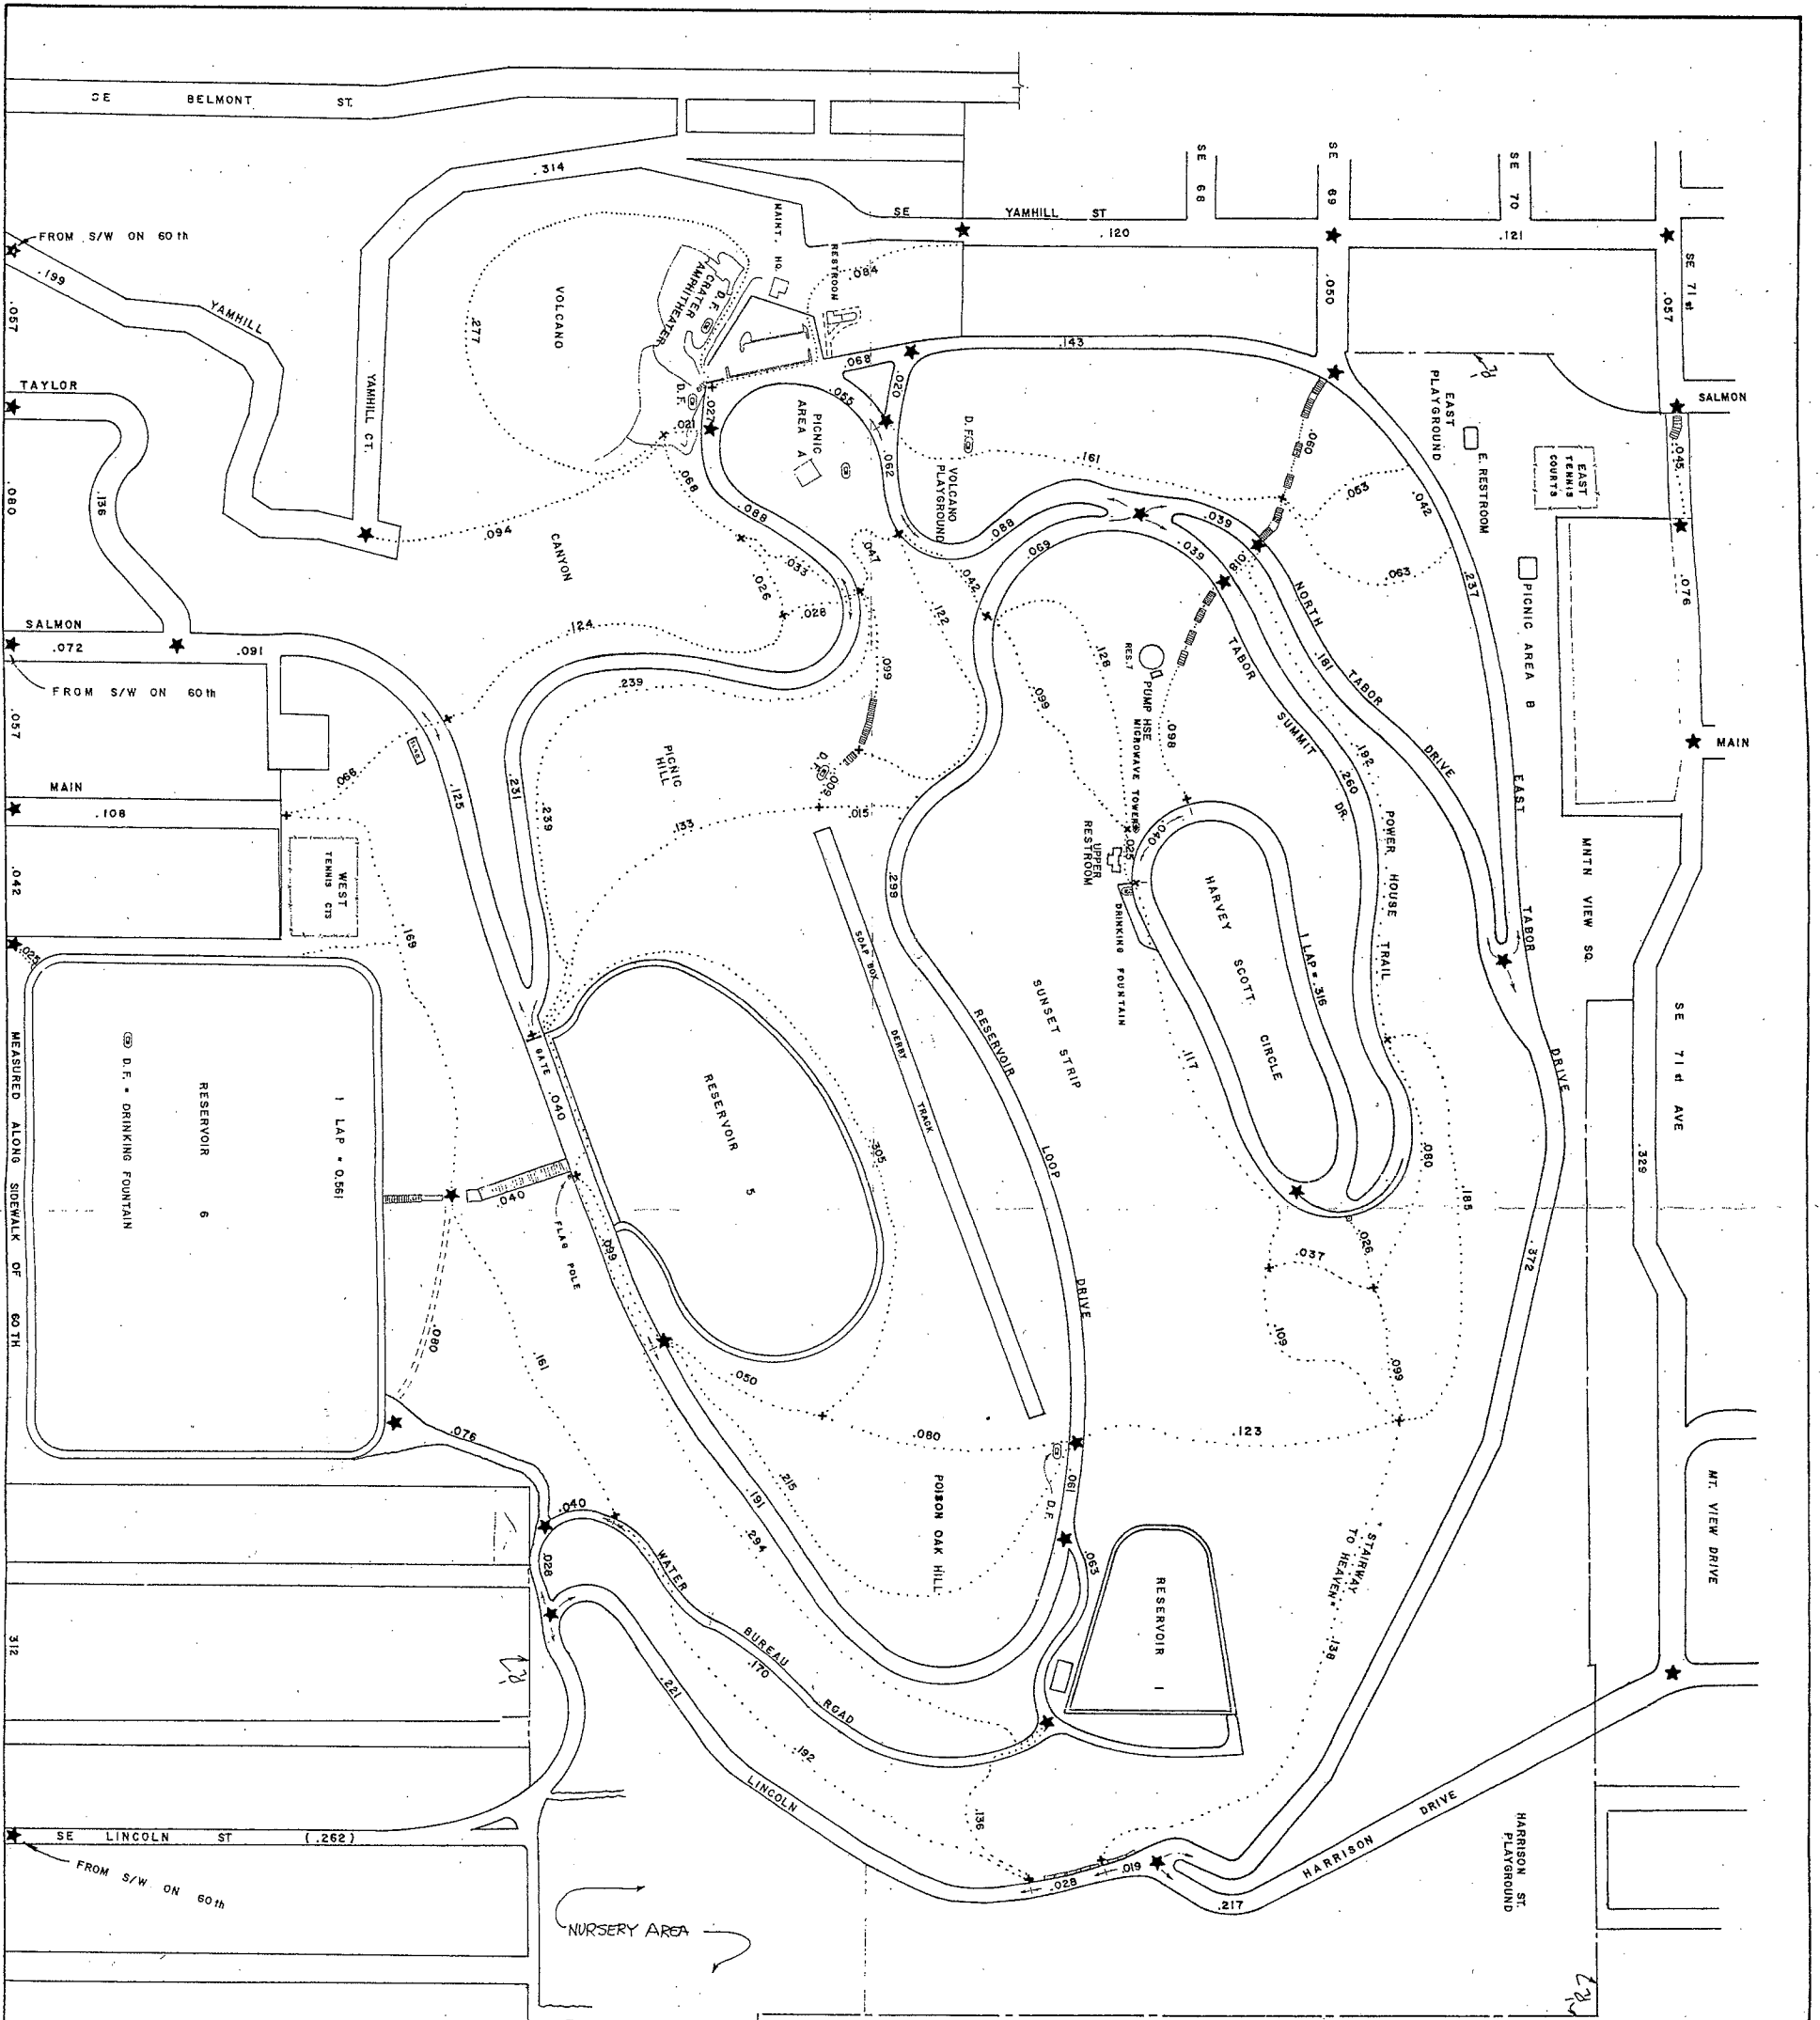 SE BELMONT ST.
.314
SE YAMHILL ST
.120
.121
SE 68
SE 69
SE 70
SE 71st
.057
.050
FROM S/W ON 60th
.199
YAMHILL
.057
TAYLOR
.080
.136
YAMHILL CT.
VOLCANO
.277
CRATER
AMPHITHEATER
D.F.
MAINT. HQ.
RESTROOM
.084
.068
.020
.055
.143
D.F.
.027
.021
PICNIC
AREA A
.062
D.F.
VOLCANO
PLAYGROUND
.161
.060
.053
.042
.063
.237
EAST
PLAYGROUND
E. RESTROOM
EAST
TENNIS
COURTS
SALMON
.045
.076
PICNIC AREA B
MAIN
.094
CANYON
.068
.088
.033
.026
.028
.047
.088
.069
.042
.122
.039
.039
.018
NORTH TABOR DRIVE
.181
TABOR SUMMIT DR.
.260
.192
POWER HOUSE TRAIL
.124
.239
.099
.128
.099
RES.7
PUMP HSE
MICROWAVE TOWER
.098
SALMON
.072
.091
FROM S/W ON 60th
.057
MAIN
.108
.042
.066
.125
.231
.239
PICNIC
HILL
D.F.
.009
.015
.133
.299
UPPER
RESTROOM
.025
.040
DRINKING FOUNTAIN
HARVEY SCOTT CIRCLE
1 LAP = .316
EAST TABOR DRIVE
MNTN VIEW SQ.
SE 71st AVE
.329
WEST
TENNIS CTS
.169
.025
SOAP BOX DERBY TRACK
RESERVOIR LOOP DRIVE
SUNSET STRIP
.117
GATE
.040
RESERVOIR 5
.305
MEASURED ALONG SIDEWALK OF 60TH
D.F. = DRINKING FOUNTAIN
RESERVOIR 6
1 LAP = 0.561
.040
FLAG POLE
.099
.080
.161
.080
.185
.026
.037
.109
.099
.372
.050
.080
.123
.076
.215
.191
.294
POISON OAK HILL
.061
D.F.
.063
RESERVOIR 1
"STAIRWAY
TO HEAVEN"
.138
MT. VIEW DRIVE
.040
.028
WATER BUREAU ROAD
.170
.221
.192
LINCOLN
.136
.028
.019
.217
HARRISON DRIVE
HARRISON ST.
PLAYGROUND
.312
SE LINCOLN ST (.262)
FROM S/W ON 60th
NURSERY AREA